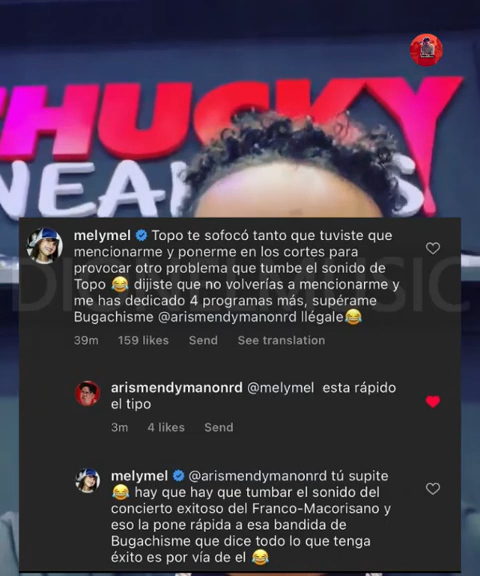 HUCKY
NEA S
melymel Topo te sofocó tanto que tuviste que
mencionarme y ponerme en los cortes para
provocar otro problema que tumbe el sonido de
Topo 😂 dijiste que no volverías a mencionarme y
me has dedicado 4 programas más, supérame
Bugachisme @arismendymanonrd llégale😂
39m 159 likes Send See translation
arismendymanonrd @melymel esta rápido
el tipo
3m 4 likes Send
melymel @arismendymanonrd tú supite
😂 hay que hay que tumbar el sonido del
concierto exitoso del Franco-Macorisano y
eso la pone rápida a esa bandida de
Bugachisme que dice todo lo que tenga
éxito es por vía de el 😂